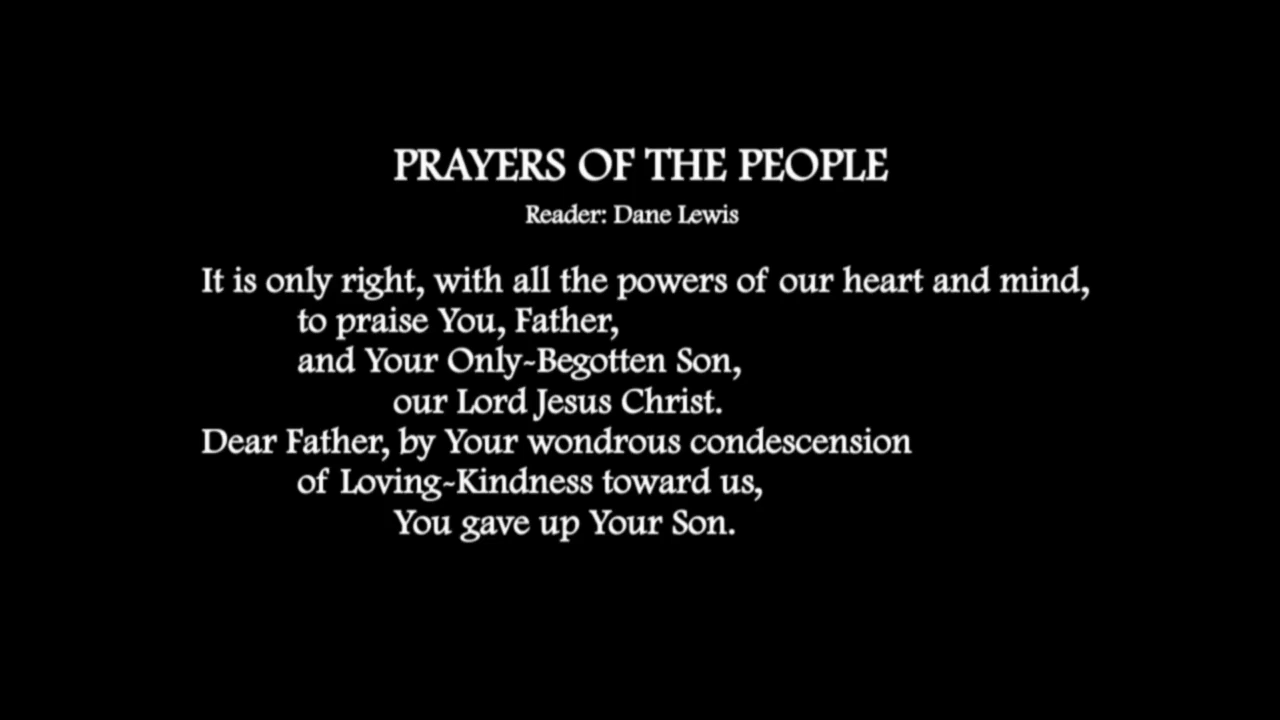 PRAYERS OF THE PEOPLE
Reader: Dane Lewis
It is only right, with all the powers of our heart and mind,
to praise You, Father,
and Your Only-Begotten Son,
our Lord Jesus Christ.
Dear Father, by Your wondrous condescension
of Loving-Kindness toward us,
You gave up Your Son.